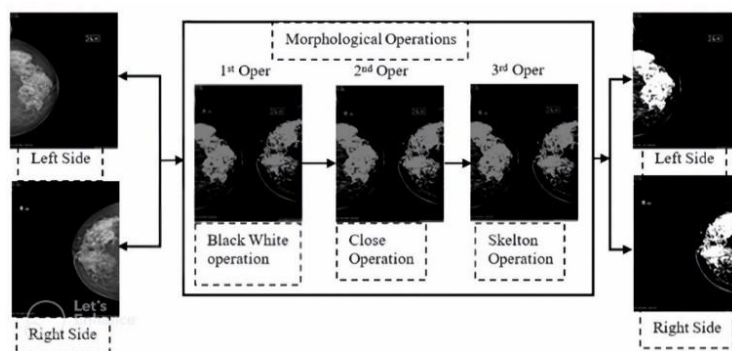 Morphological Operations
1st Oper
2nd Oper
3rd Oper
Left Side
Left Side
Black White
operation
Close
Operation
Skelton
Operation
Let's
Right Side
Right Side